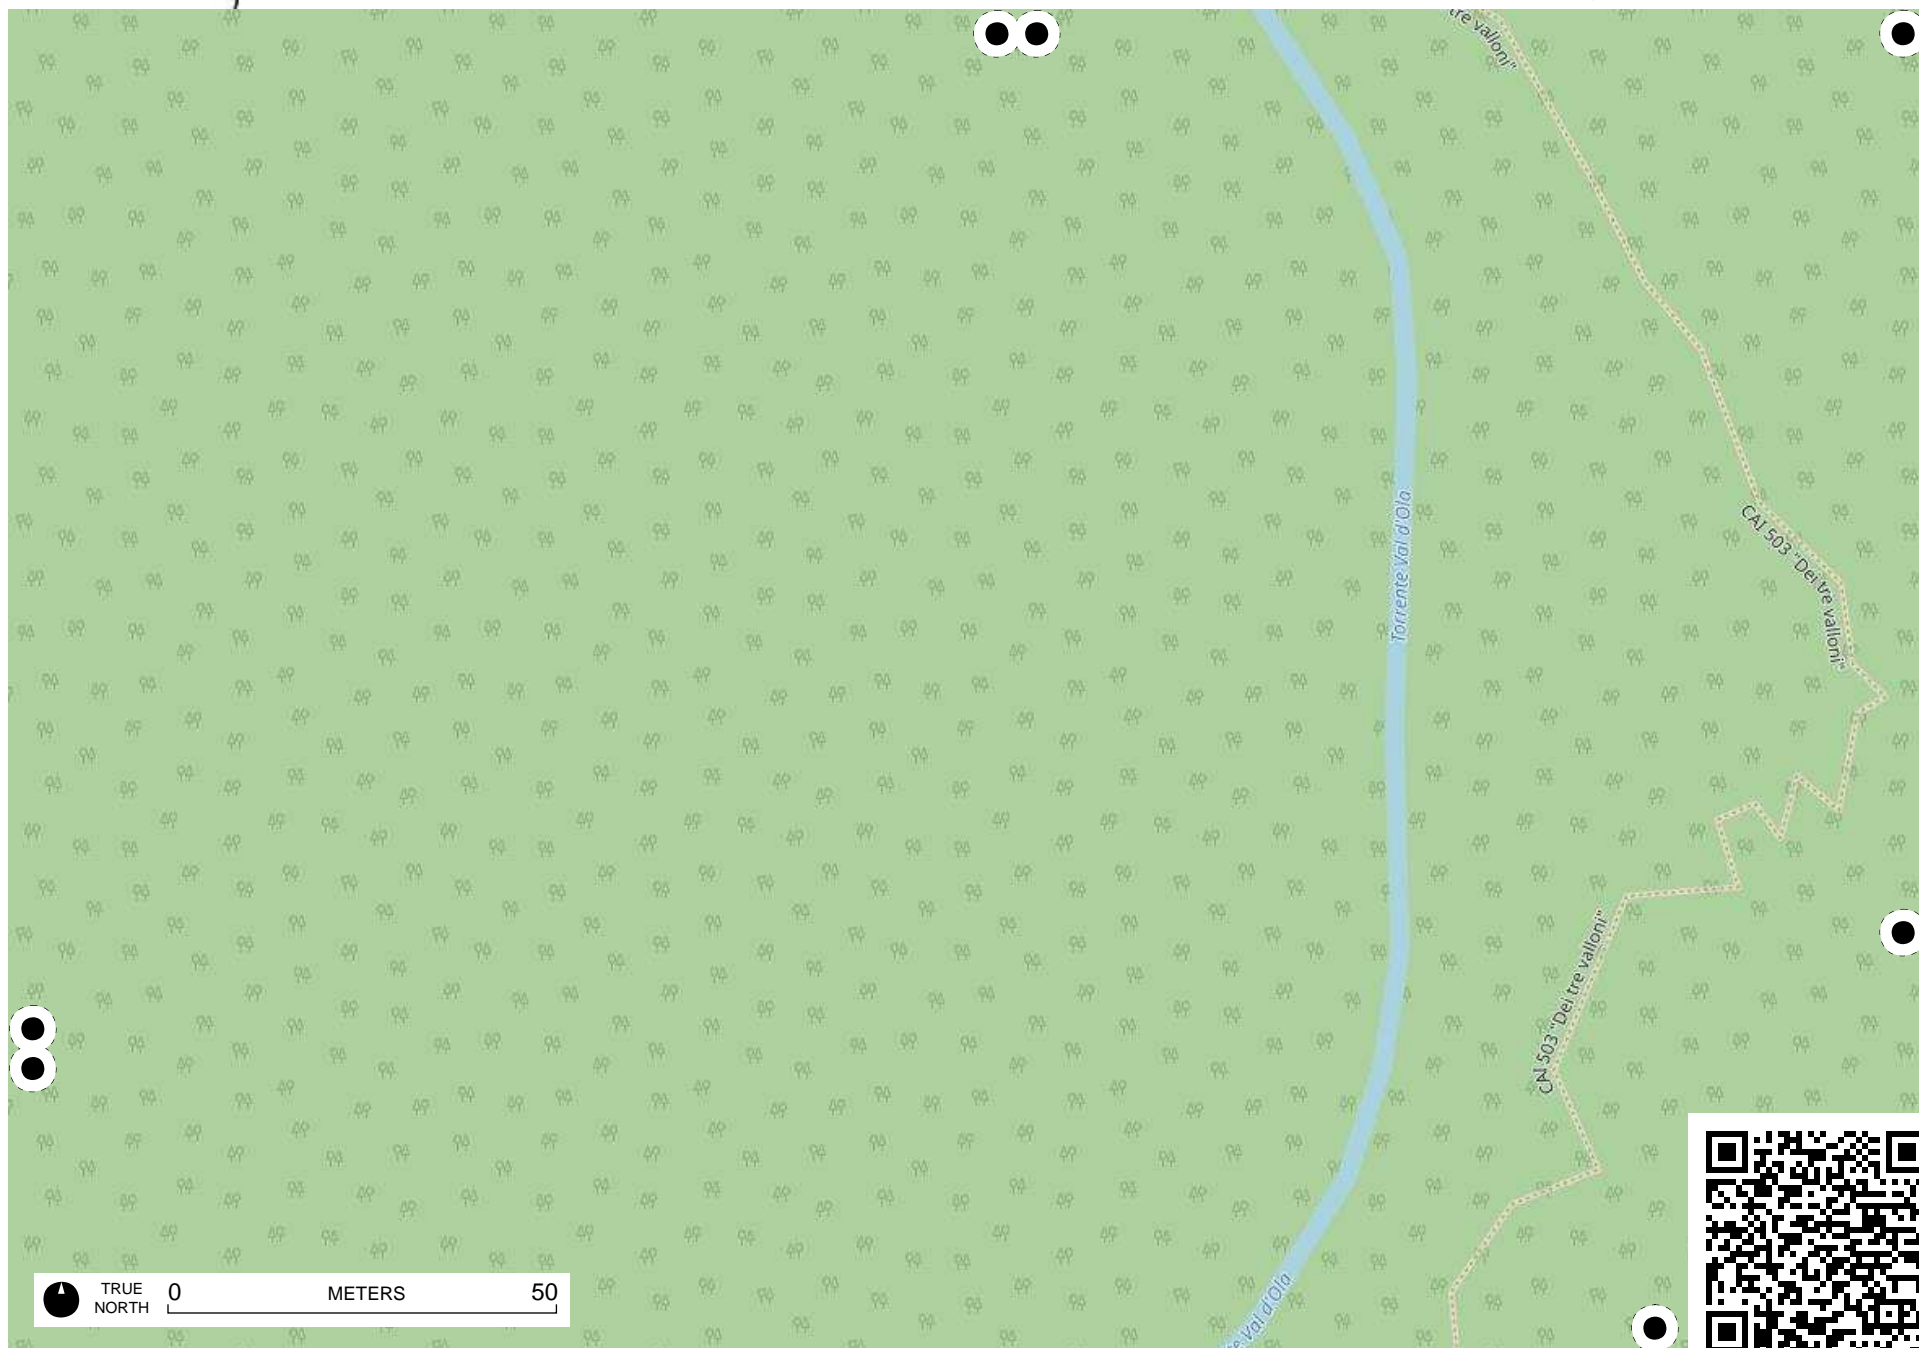 tre valloni"
Torrente Val d'Ola
CAI 503 "Dei tre valloni"
CAI 503 "Dei tre valloni"
TRUE
NORTH
0 METERS 50
Val d'Ola